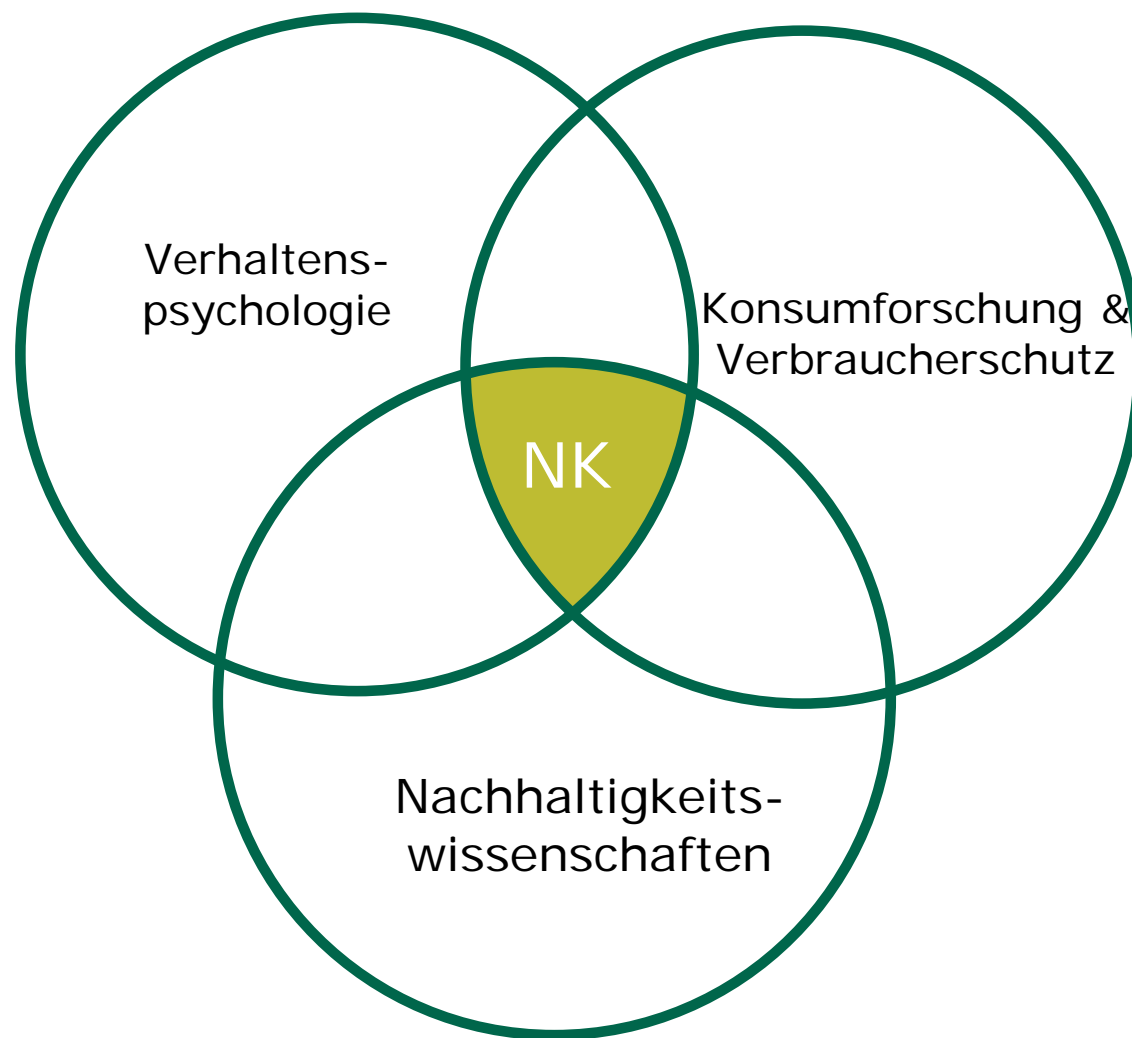 Verhaltens-
psychologie
Konsumforschung &
Verbraucherschutz
NK
Nachhaltigkeits-
wissenschaften